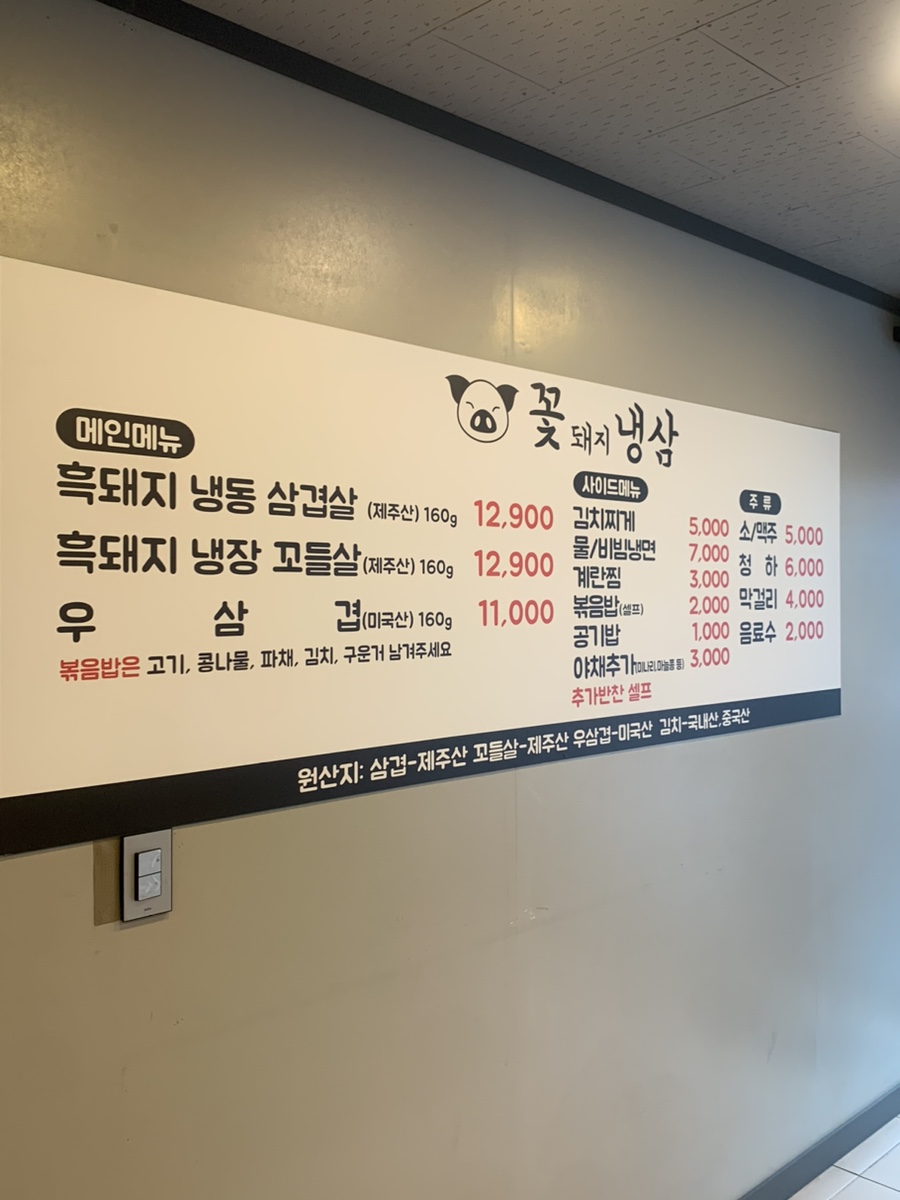 꽃돼지냉삼
메인메뉴
흑돼지 냉동 삼겹살 (제주산) 160g 12,900
흑돼지 냉장 꼬들살(제주산) 160g 12,900
우 삼 겹(미국산) 160g 11,000
볶음밥은 고기, 콩나물, 파채, 김치, 구운거 남겨주세요
사이드메뉴
김치찌게 5,000
물/비빔냉면 7,000
계란찜 3,000
볶음밥(셀프) 2,000
공기밥 1,000
야채추가(미나리,마늘쫑 등) 3,000
추가반찬 셀프
주 류
소/맥주 5,000
청 하 6,000
막걸리 4,000
음료수 2,000
원산지: 삼겹-제주산 꼬들살-제주산 우삼겹-미국산 김치-국내산,중국산